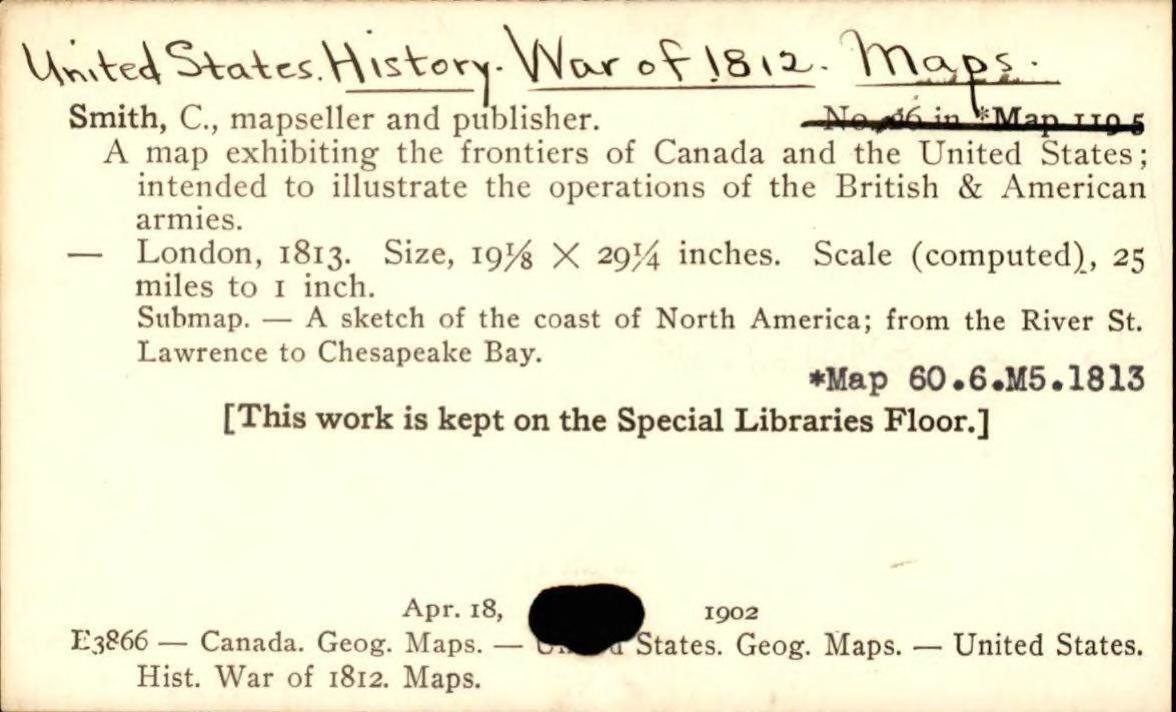 United States. History. War of 1812. Maps.
Smith, C., mapseller and publisher. No. 26 in *Map 119.5
A map exhibiting the frontiers of Canada and the United States;
intended to illustrate the operations of the British & American
armies.
— London, 1813. Size, 19⅛ × 29¼ inches. Scale (computed), 25
miles to 1 inch.
Submap. — A sketch of the coast of North America; from the River St.
Lawrence to Chesapeake Bay.
*Map 60.6.M5.1813
[This work is kept on the Special Libraries Floor.]
Apr. 18, 1902
E3866 — Canada. Geog. Maps. — States. Geog. Maps. — United States.
Hist. War of 1812. Maps.